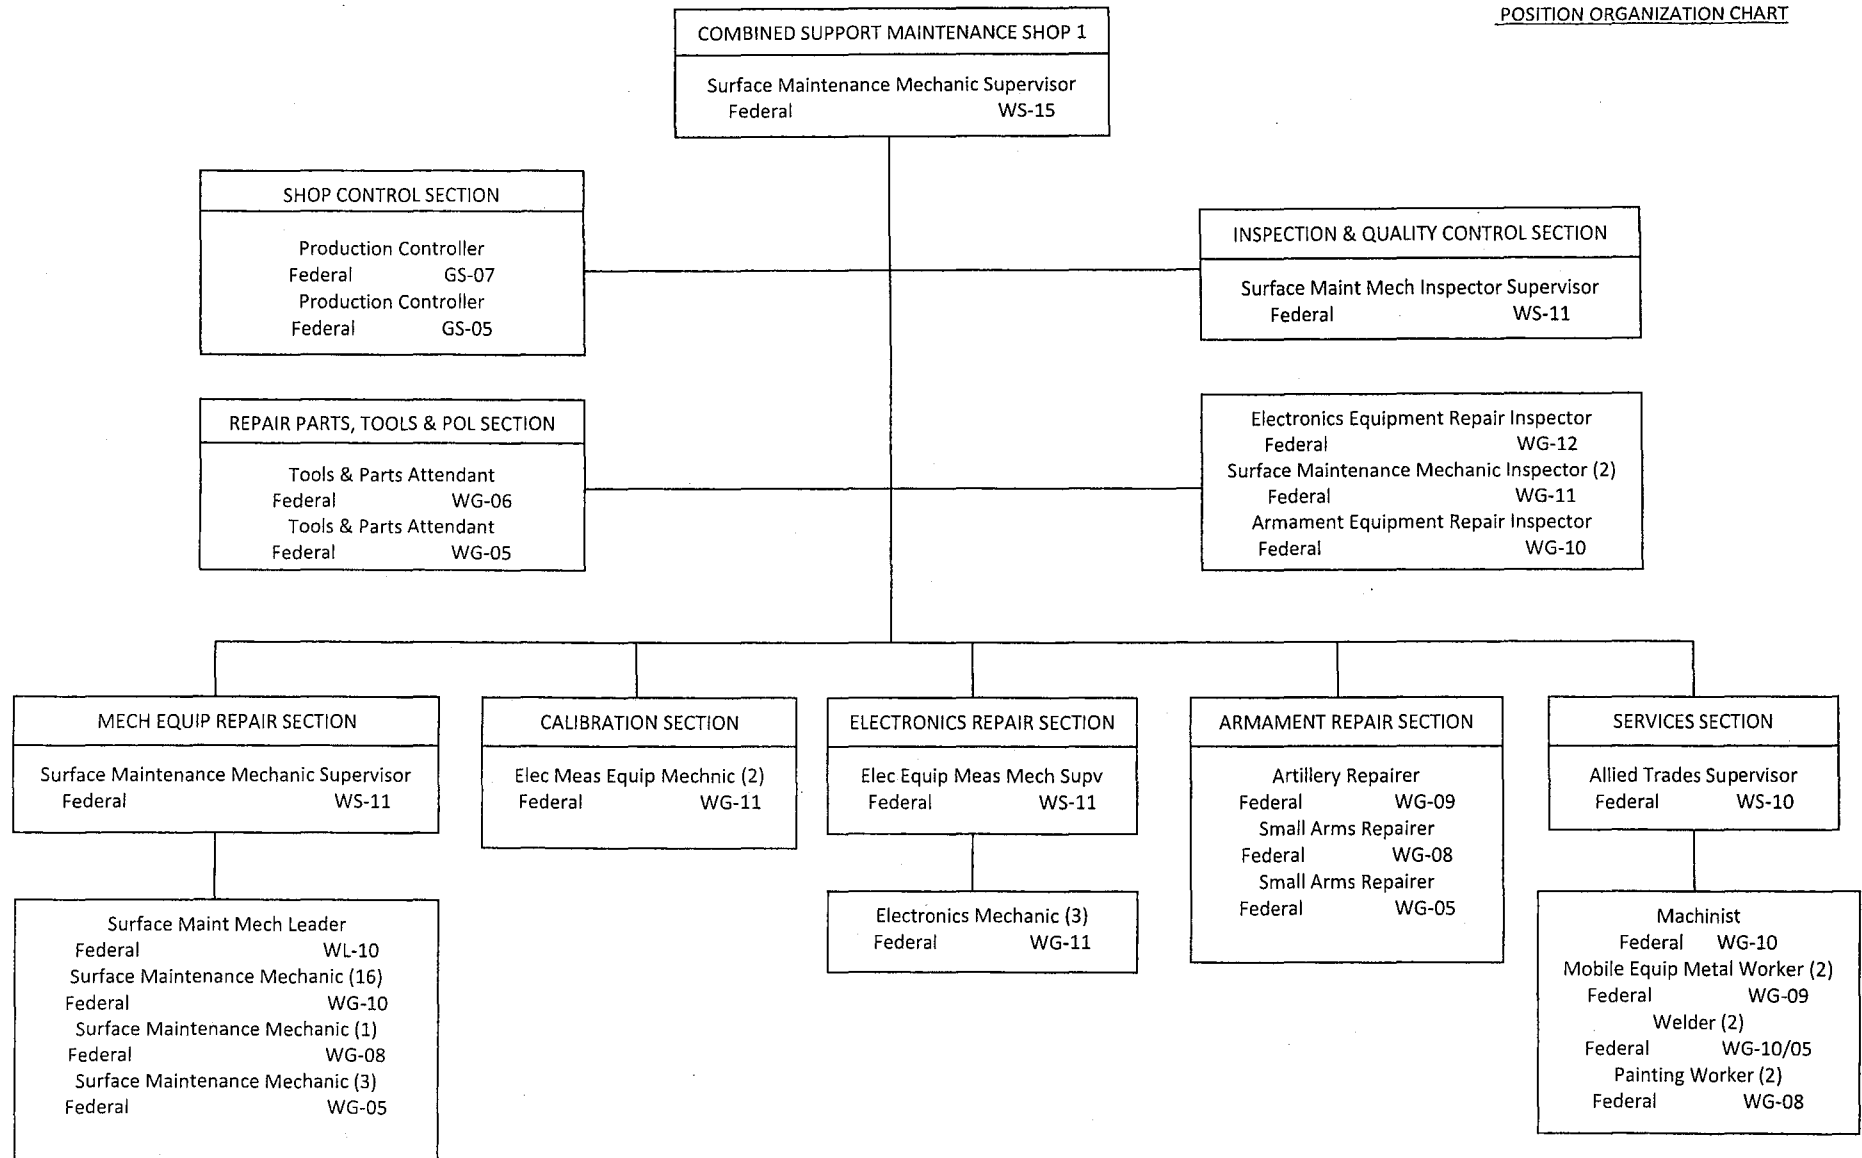 POSITION ORGANIZATION CHART
COMBINED SUPPORT MAINTENANCE SHOP 1
Surface Maintenance Mechanic Supervisor
Federal WS-15
SHOP CONTROL SECTION
Production Controller
Federal GS-07
Production Controller
Federal GS-05
INSPECTION & QUALITY CONTROL SECTION
Surface Maint Mech Inspector Supervisor
Federal WS-11
REPAIR PARTS, TOOLS & POL SECTION
Tools & Parts Attendant
Federal WG-06
Tools & Parts Attendant
Federal WG-05
Electronics Equipment Repair Inspector
Federal WG-12
Surface Maintenance Mechanic Inspector (2)
Federal WG-11
Armament Equipment Repair Inspector
Federal WG-10
MECH EQUIP REPAIR SECTION
Surface Maintenance Mechanic Supervisor
Federal WS-11
Surface Maint Mech Leader
Federal WL-10
Surface Maintenance Mechanic (16)
Federal WG-10
Surface Maintenance Mechanic (1)
Federal WG-08
Surface Maintenance Mechanic (3)
Federal WG-05
CALIBRATION SECTION
Elec Meas Equip Mechnic (2)
Federal WG-11
ELECTRONICS REPAIR SECTION
Elec Equip Meas Mech Supv
Federal WS-11
Electronics Mechanic (3)
Federal WG-11
ARMAMENT REPAIR SECTION
Artillery Repairer
Federal WG-09
Small Arms Repairer
Federal WG-08
Small Arms Repairer
Federal WG-05
SERVICES SECTION
Allied Trades Supervisor
Federal WS-10
Machinist
Federal WG-10
Mobile Equip Metal Worker (2)
Federal WG-09
Welder (2)
Federal WG-10/05
Painting Worker (2)
Federal WG-08